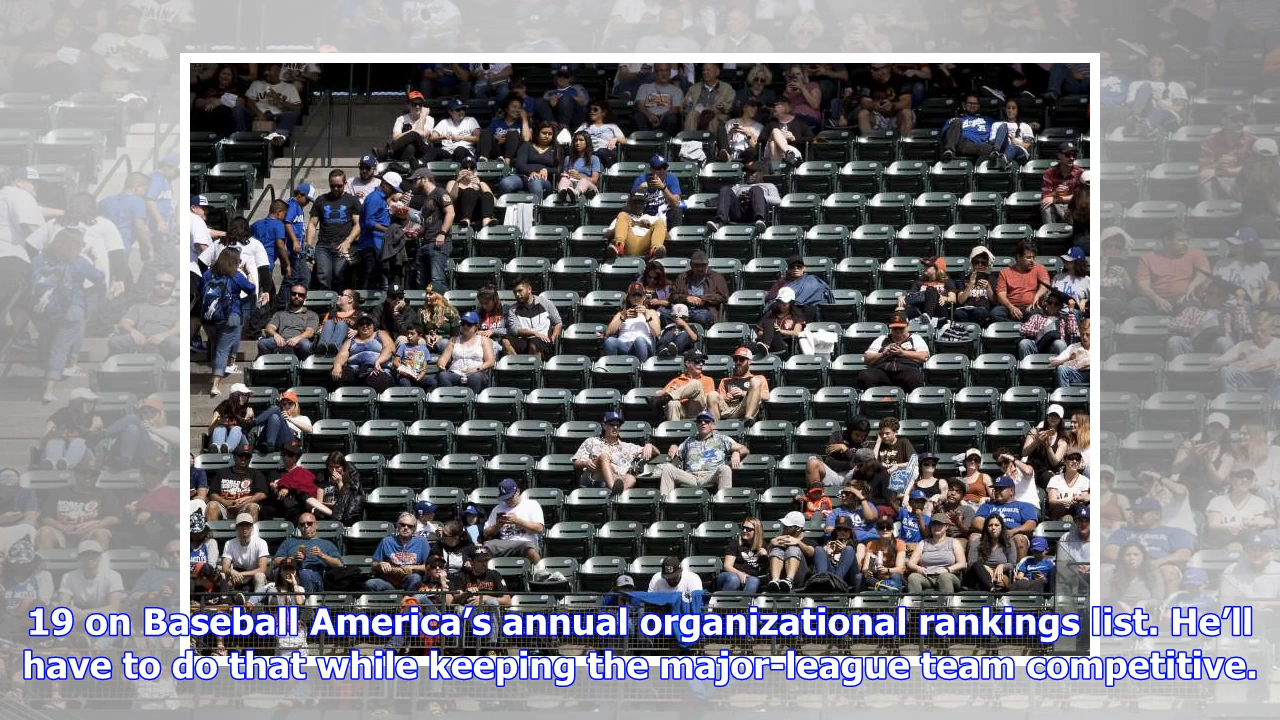 19 on Baseball America’s annual organizational rankings list. He’ll
have to do that while keeping the major-league team competitive.